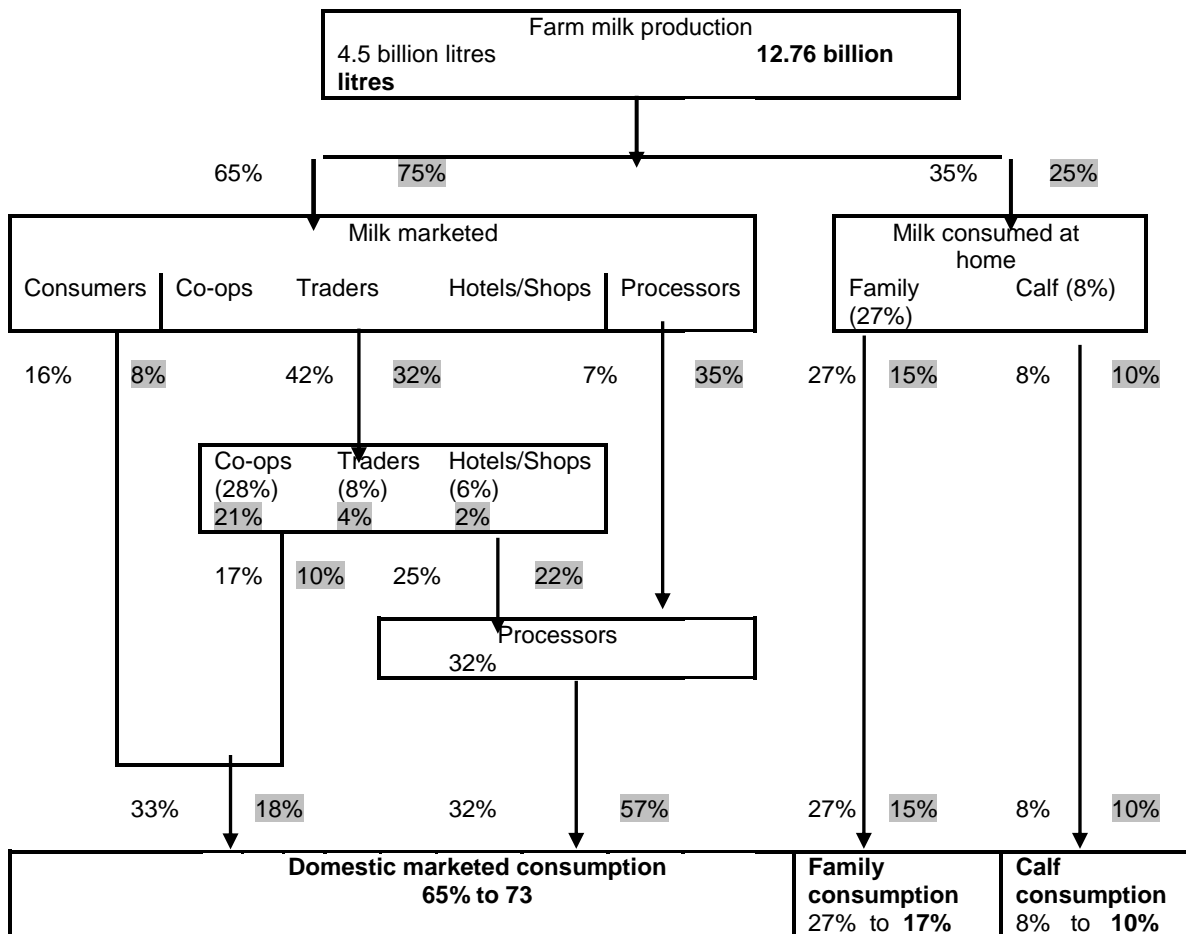 Farm milk production
4.5 billion litres 12.76 billion
litres
65% 75% 35% 25%
Milk marketed
Consumers Co-ops Traders Hotels/Shops Processors
Milk consumed at
home
Family Calf (8%)
(27%)
16% 8% 42% 32% 7% 35% 27% 15% 8% 10%
Co-ops Traders Hotels/Shops
(28%) (8%) (6%)
21% 4% 2%
17% 10% 25% 22%
Processors
32%
33% 18% 32% 57% 27% 15% 8% 10%
Domestic marketed consumption
65% to 73
Family
consumption
27% to 17%
Calf
consumption
8% to 10%